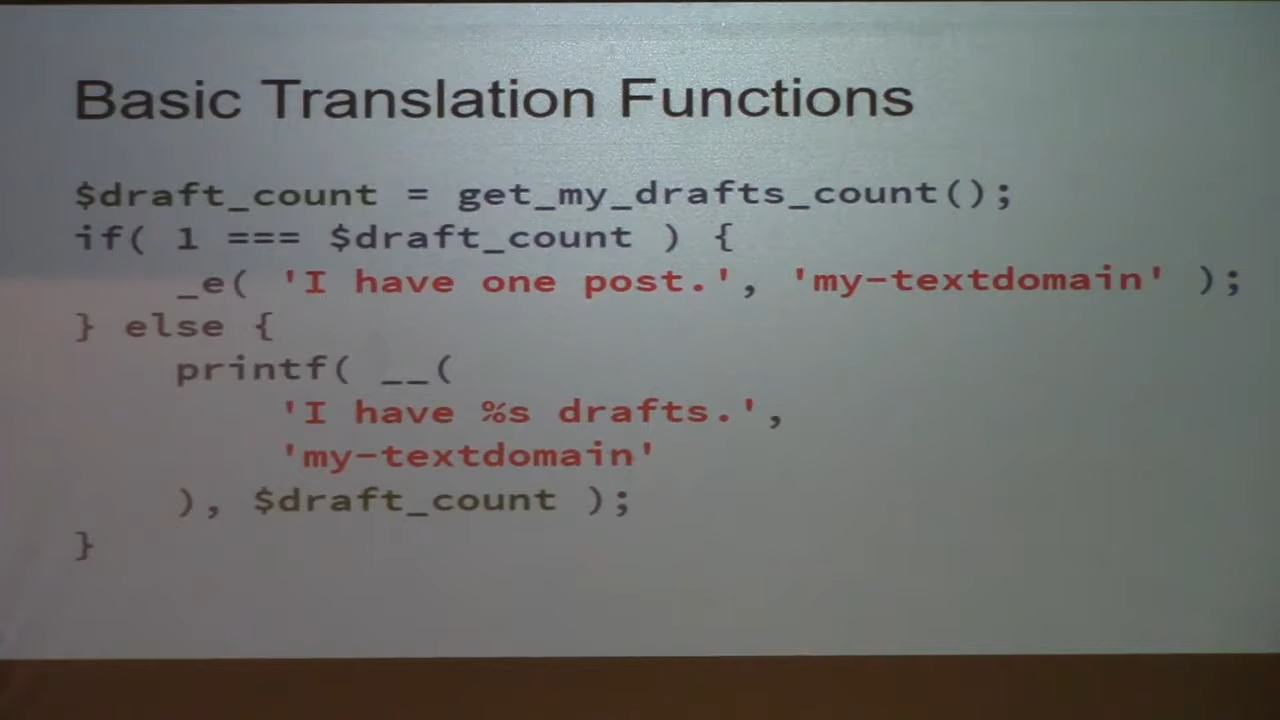 Basic Translation Functions
$draft_count = get_my_drafts_count();
if( 1 === $draft_count ) {
_e( 'I have one post.', 'my-textdomain' );
} else {
printf( __(
'I have %s drafts.',
'my-textdomain'
), $draft_count );
}